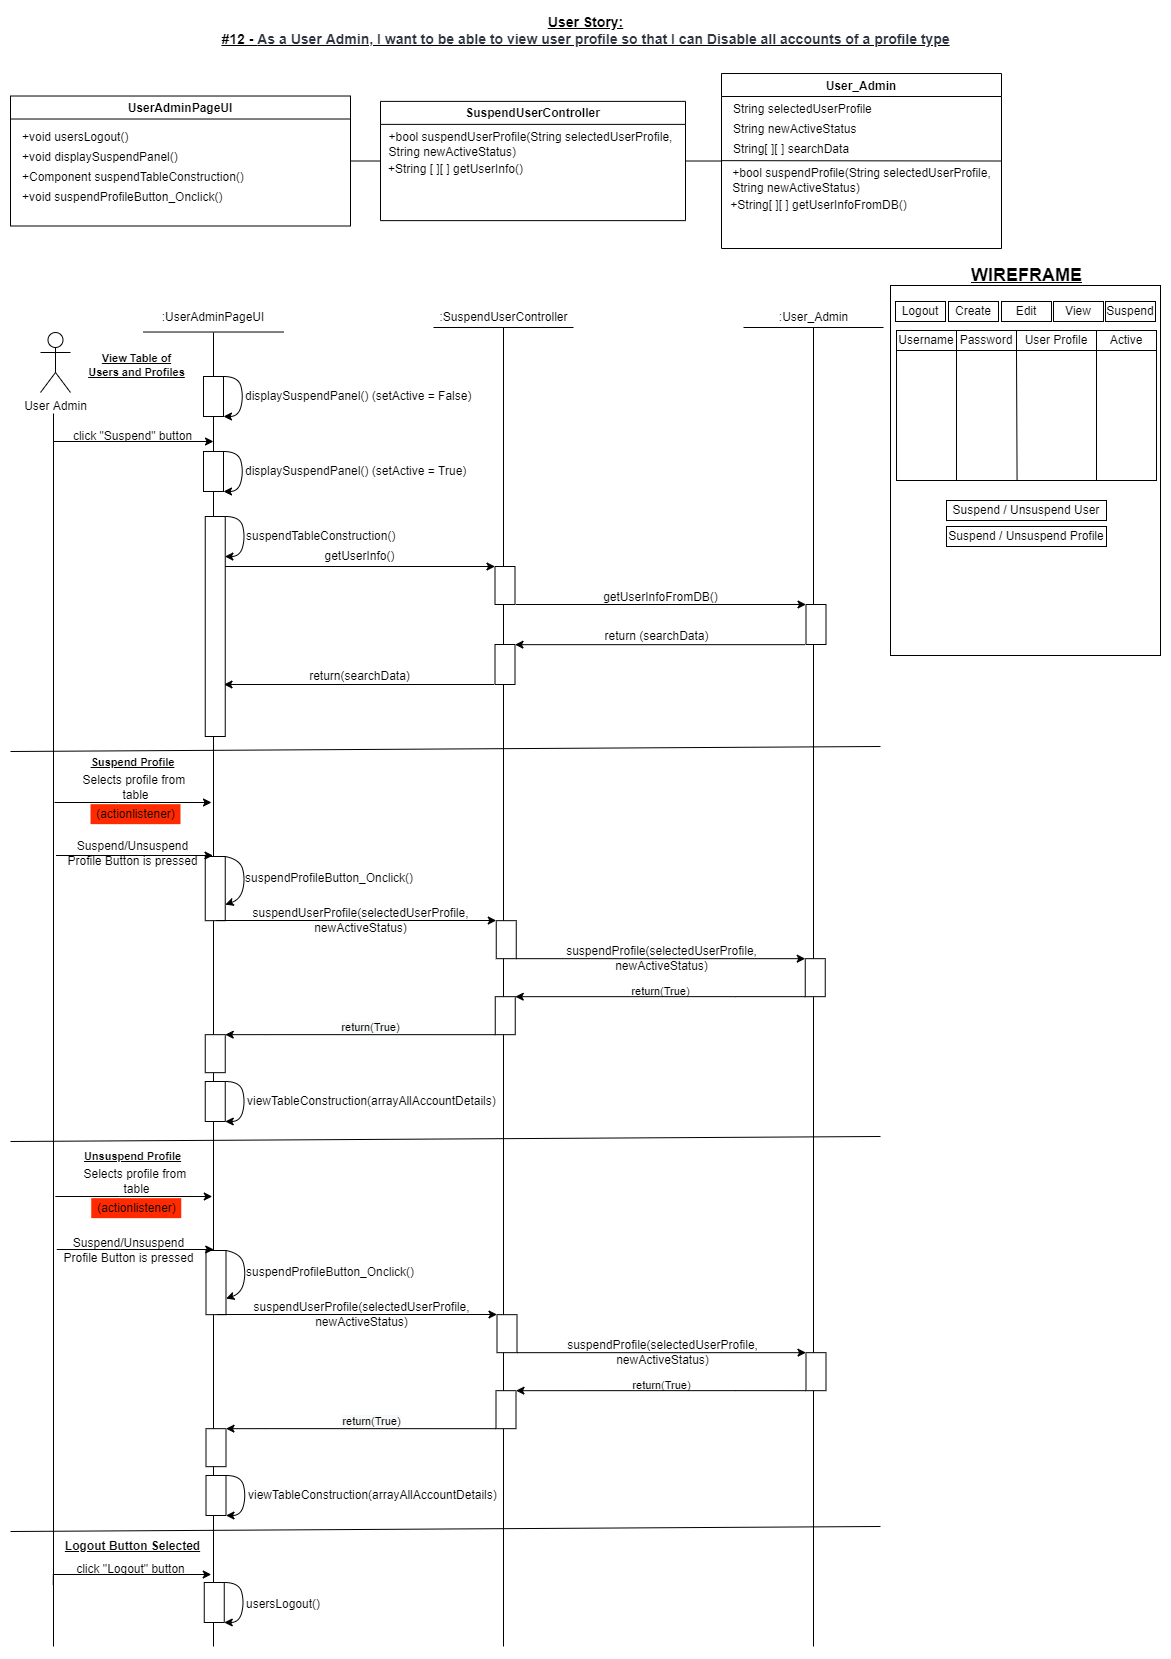 User Story:
#12 - As a User Admin, I want to be able to view user profile so that I can Disable all accounts of a profile type
UserAdminPageUI
+void usersLogout()
+void displaySuspendPanel()
+Component suspendTableConstruction()
+void suspendProfileButton_Onclick()
SuspendUserController
+bool suspendUserProfile(String selectedUserProfile,
String newActiveStatus)
+String [ ][ ] getUserInfo()
User_Admin
String selectedUserProfile
String newActiveStatus
String[ ][ ] searchData
+bool suspendProfile(String selectedUserProfile,
String newActiveStatus)
+String[ ][ ] getUserInfoFromDB()
WIREFRAME
Logout
Create
Edit
View
Suspend
Username
Password
User Profile
Active
Suspend / Unsuspend User
Suspend / Unsuspend Profile
:UserAdminPageUI
:SuspendUserController
:User_Admin
User Admin
View Table of
Users and Profiles
displaySuspendPanel() (setActive = False)
click "Suspend" button
displaySuspendPanel() (setActive = True)
suspendTableConstruction()
getUserInfo()
getUserInfoFromDB()
return (searchData)
return(searchData)
Suspend Profile
Selects profile from
table
(actionlistener)
Suspend/Unsuspend
Profile Button is pressed
suspendProfileButton_Onclick()
suspendUserProfile(selectedUserProfile,
newActiveStatus)
suspendProfile(selectedUserProfile,
newActiveStatus)
return(True)
return(True)
viewTableConstruction(arrayAllAccountDetails)
Unsuspend Profile
Selects profile from
table
(actionlistener)
Suspend/Unsuspend
Profile Button is pressed
suspendProfileButton_Onclick()
suspendUserProfile(selectedUserProfile,
newActiveStatus)
suspendProfile(selectedUserProfile,
newActiveStatus)
return(True)
return(True)
viewTableConstruction(arrayAllAccountDetails)
Logout Button Selected
click "Logout" button
usersLogout()